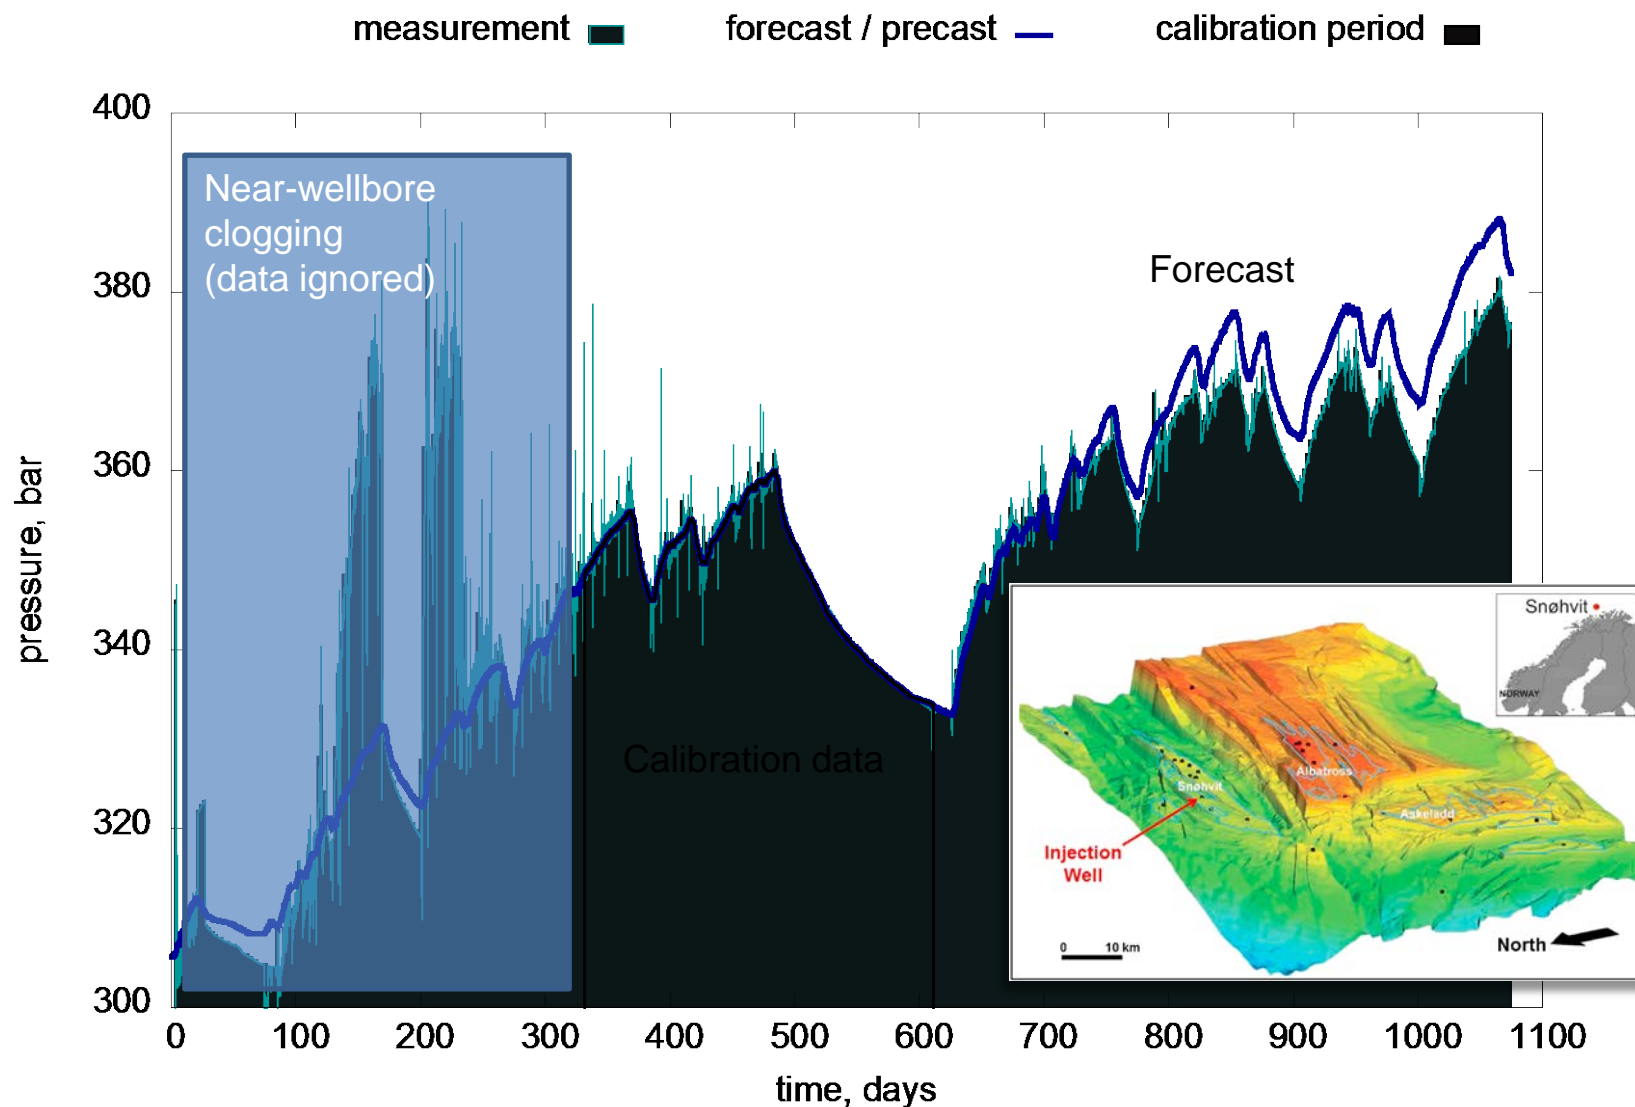 measurement forecast / precast calibration period
400
380
360
340
320
300
pressure, bar
Near-wellbore
clogging
(data ignored)
Forecast
Calibration data
Snøhvit
NORWAY
Albatross
Snøhvit
Askeladd
Injection
Well
0 10 km
North
0 100 200 300 400 500 600 700 800 900 1000 1100
time, days